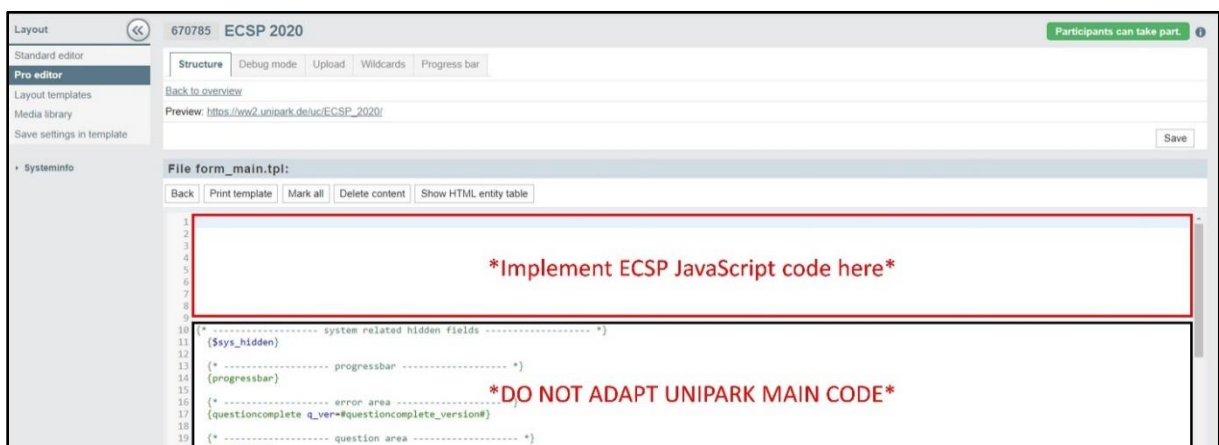 Layout
670785 ECSP 2020
Participants can take part.
Standard editor
Pro editor
Layout templates
Media library
Save settings in template
Systeminfo
Structure Debug mode Upload Wildcards Progress bar
Back to overview
Preview: https://ww2.unipark.de/uc/ECSP_2020/
Save
File form_main.tpl:
Back Print template Mark all Delete content Show HTML entity table
1
2
3
4
5
6
7
8
9
*Implement ECSP JavaScript code here*
10 {* ------------------- system related hidden fields ------------------- *}
11 {$sys_hidden}
12
13 {* ------------------- progressbar ------------------- *}
14 {progressbar}
15
16 {* ------------------- error area ------------------- *}
17 {questioncomplete q_ver=#questioncomplete_version#}
18
19 {* ------------------- question area ------------------- *}
*DO NOT ADAPT UNIPARK MAIN CODE*